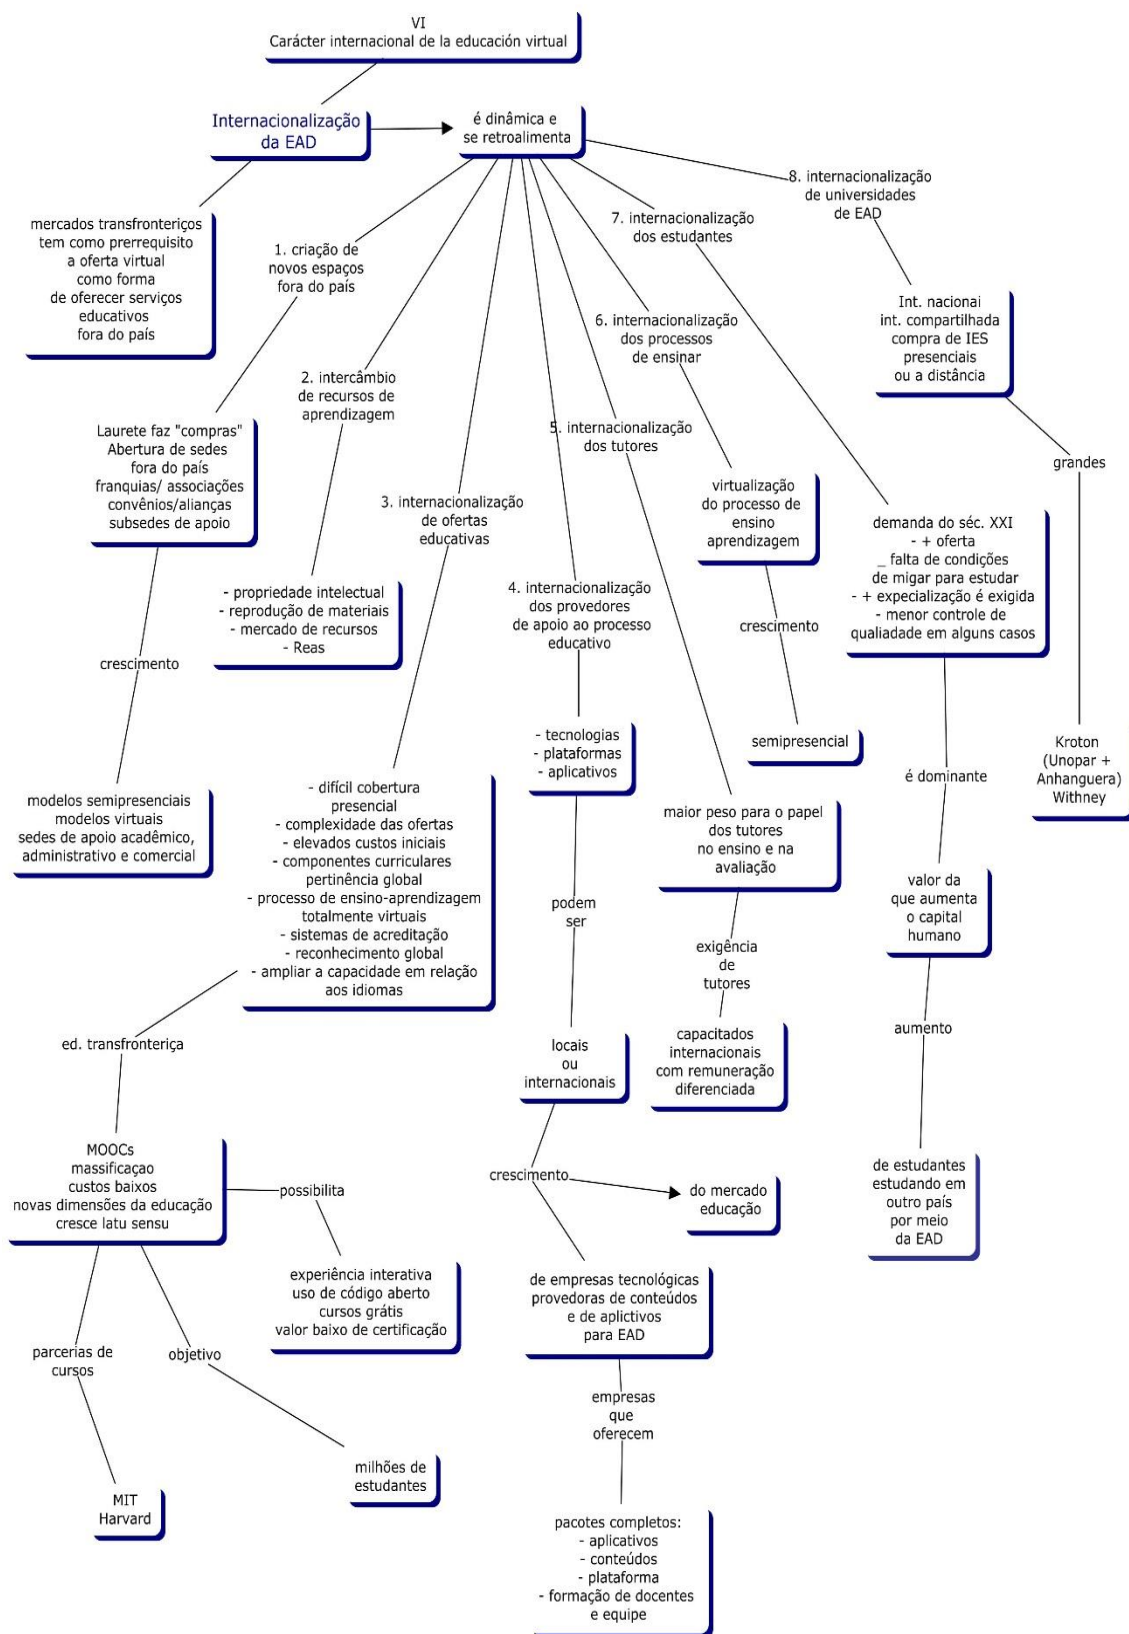 VI
Carácter internacional de la educación virtual
Internacionalização
da EAD
é dinâmica e
se retroalimenta
mercados transfronteriços
tem como prerrequisito
a oferta virtual
como forma
de oferecer serviços
educativos
fora do país
1. criação de
novos espaços
fora do país
Laurete faz "compras"
Abertura de sedes
fora do país
franquias/ associações
convênios/alianças
subsedes de apoio
crescimento
modelos semipresenciais
modelos virtuais
sedes de apoio acadêmico,
administrativo e comercial
2. intercâmbio
de recursos de
aprendizagem
- propriedade intelectual
- reprodução de materiais
- mercado de recursos
- Reas
3. internacionalização
de ofertas
educativas
- difícil cobertura
presencial
- complexidade das ofertas
- elevados custos iniciais
- componentes curriculares
pertinência global
- processo de ensino-aprendizagem
totalmente virtuais
- sistemas de acreditação
- reconhecimento global
- ampliar a capacidade em relação
aos idiomas
ed. transfronteriça
MOOCs
massificaçao
custos baixos
novas dimensões da educação
cresce latu sensu
possibilita
experiência interativa
uso de código aberto
cursos grátis
valor baixo de certificação
parcerias de
cursos
MIT
Harvard
objetivo
milhões de
estudantes
4. internacionalização
dos provedores
de apoio ao processo
educativo
- tecnologias
- plataformas
- aplicativos
podem
ser
locais
ou
internacionais
crescimento
do mercado
educação
de empresas tecnológicas
provedoras de conteúdos
e de aplictivos
para EAD
empresas
que
oferecem
pacotes completos:
- aplicativos
- conteúdos
- plataforma
- formação de docentes
e equipe
5. internacionalização
dos tutores
maior peso para o papel
dos tutores
no ensino e na
avaliação
exigência
de
tutores
capacitados
internacionais
com remuneração
diferenciada
6. internacionalização
dos processos
de ensinar
virtualização
do processo de
ensino
aprendizagem
crescimento
semipresencial
7. internacionalização
dos estudantes
demanda do séc. XXI
- + oferta
_ falta de condições
de migar para estudar
- + expecialização é exigida
- menor controle de
qualiadade em alguns casos
é dominante
valor da
que aumenta
o capital
humano
aumento
de estudantes
estudando em
outro país
por meio
da EAD
8. internacionalização
de universidades
de EAD
Int. nacionai
int. compartilhada
compra de IES
presenciais
ou a distância
grandes
Kroton
(Unopar +
Anhanguera)
Withney